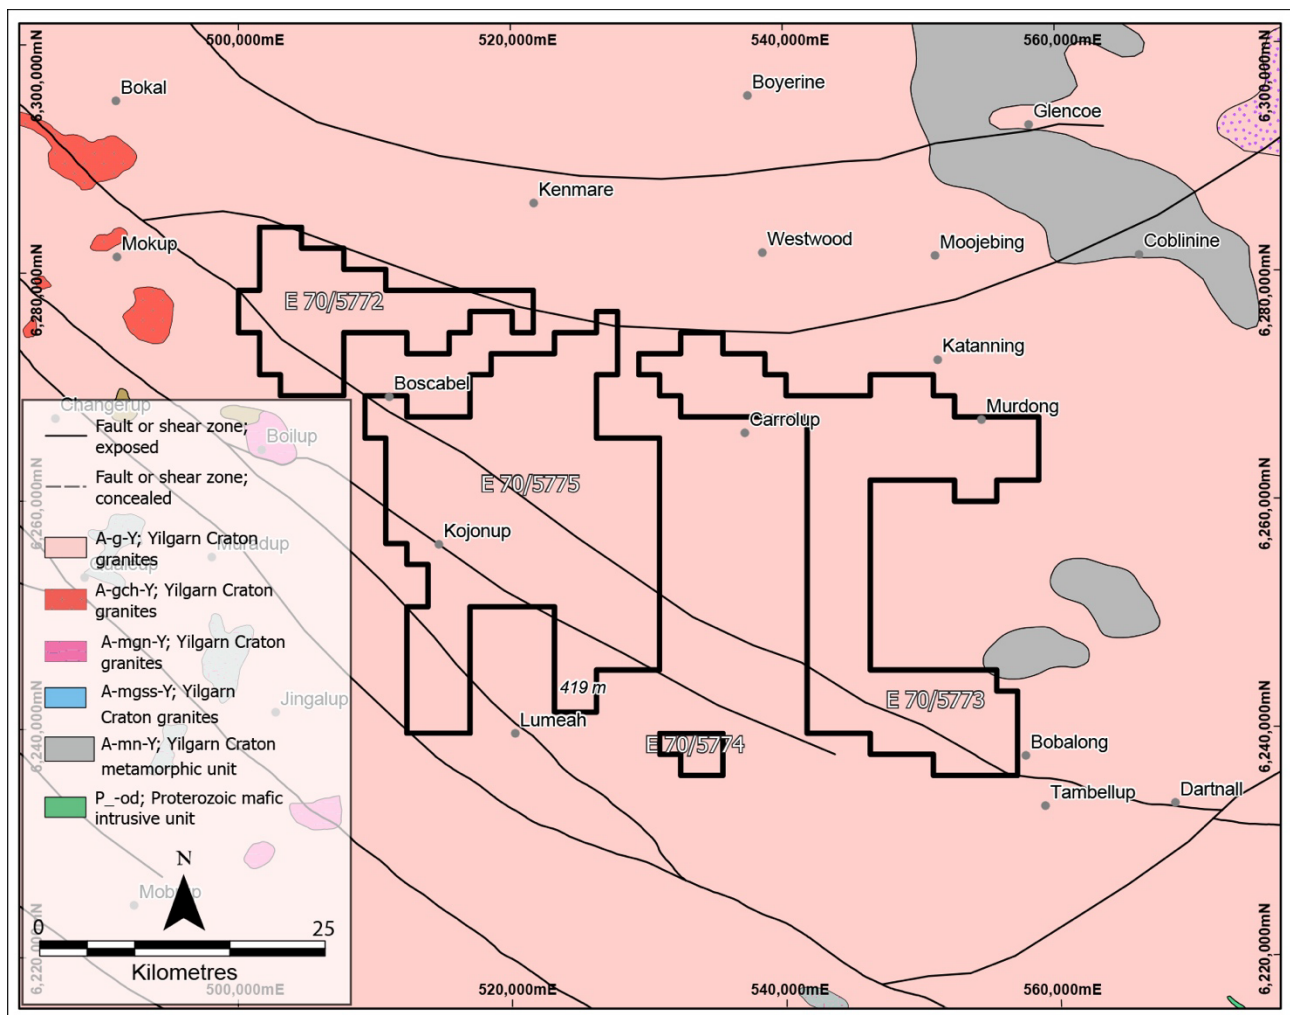 500,000mE
520,000mE
540,000mE
560,000mE
6,300,000mN
6,300,000mN
Bokal
Boyerine
Glencoe
Kenmare
Mokup
Westwood
Moojebing
Coblinine
6,280,000mN
6,280,000mN
E 70/5772
Katanning
Boscabel
Changerup
Murdong
Carrolup
Fault or shear zone;
exposed
Boilup
Fault or shear zone;
concealed
E 70/5775
6,260,000mN
6,260,000mN
Kojonup
A-g-Y; Yilgarn Craton
granites
Muradup
A-gch-Y; Yilgarn Craton
granites
A-mgn-Y; Yilgarn Craton
granites
A-mgss-Y; Yilgarn
Craton granites
Jingalup
419 m
E 70/5773
Lumeah
E 70/5774
Bobalong
6,240,000mN
6,240,000mN
A-mn-Y; Yilgarn Craton
metamorphic unit
P_-od; Proterozoic mafic
intrusive unit
Tambellup
Dartnall
N
0
25
Kilometres
6,220,000mN
6,220,000mN
500,000mE
520,000mE
540,000mE
560,000mE